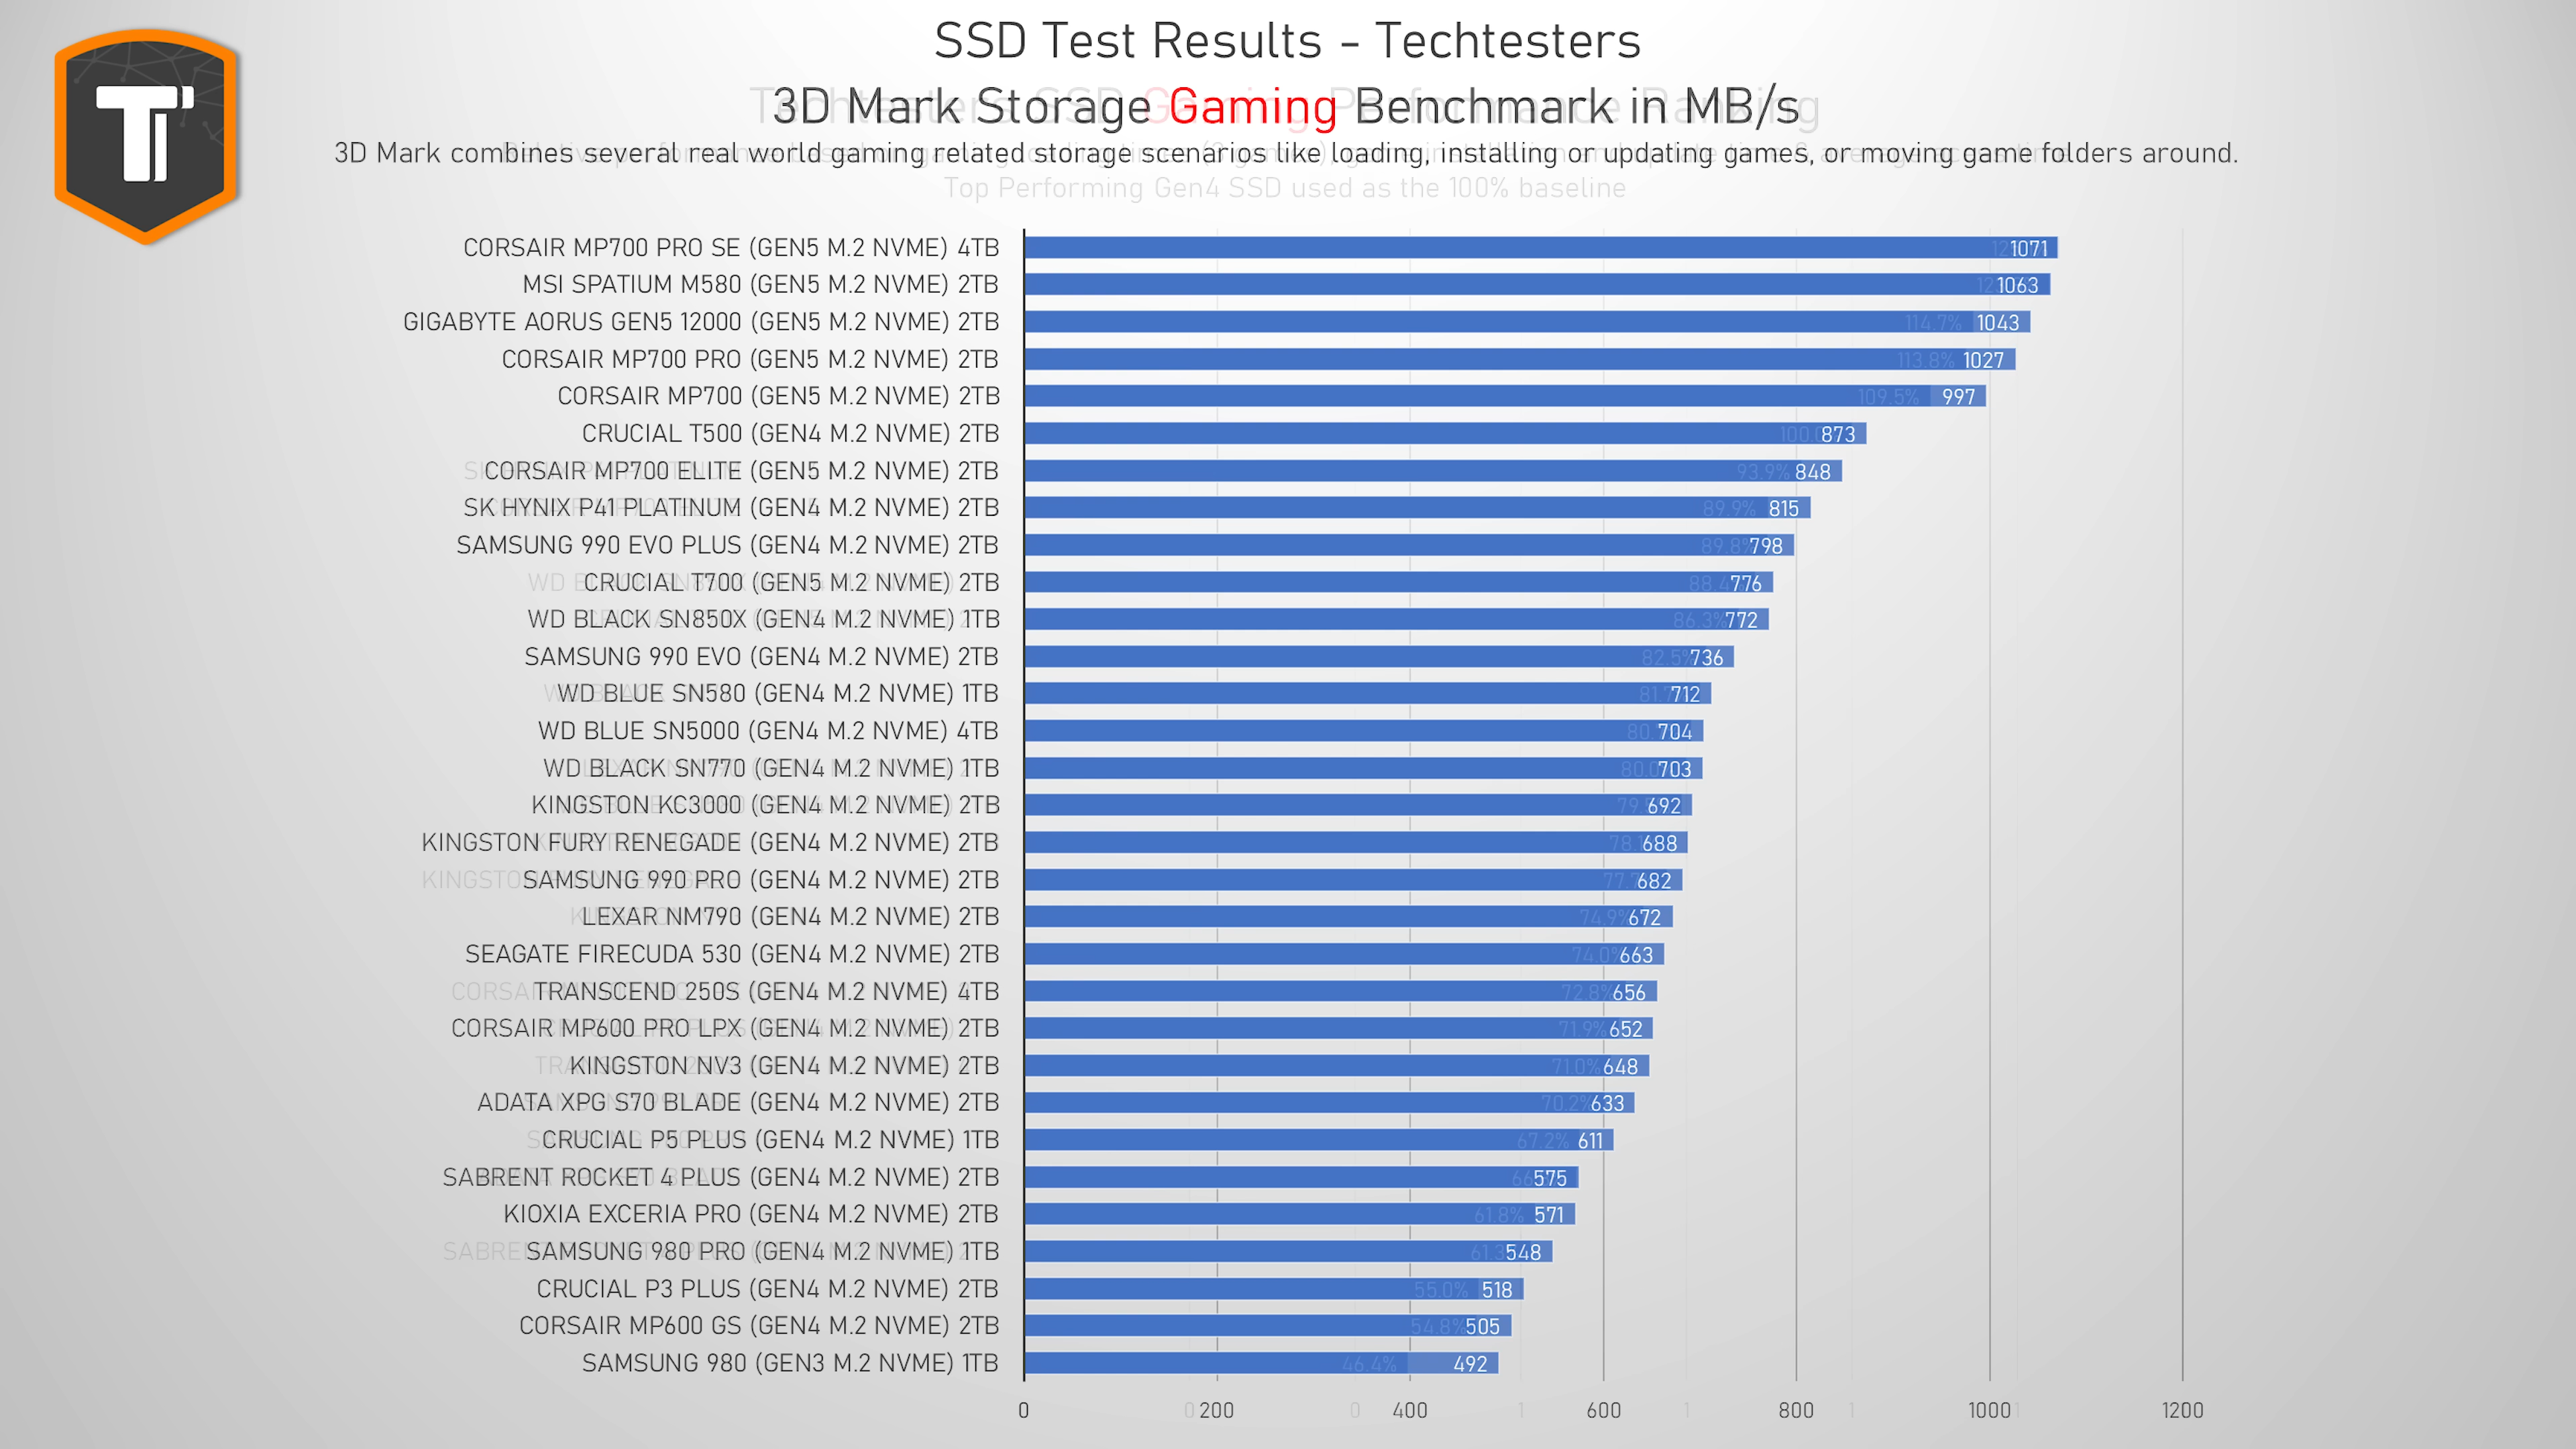 SSD Test Results - Techtesters
3D Mark Storage Gaming Benchmark in MB/s
3D Mark combines several real world gaming related storage scenarios like loading, installing or updating games, or moving game folders around.
Top Performing Gen4 SSD used as the 100% baseline
CORSAIR MP700 PRO SE (GEN5 M.2 NVME) 4TB 1071
MSI SPATIUM M580 (GEN5 M.2 NVME) 2TB 1063
GIGABYTE AORUS GEN5 12000 (GEN5 M.2 NVME) 2TB 114.7% 1043
CORSAIR MP700 PRO (GEN5 M.2 NVME) 2TB 113.8% 1027
CORSAIR MP700 (GEN5 M.2 NVME) 2TB 109.5% 997
CRUCIAL T500 (GEN4 M.2 NVME) 2TB 873
CORSAIR MP700 ELITE (GEN5 M.2 NVME) 2TB 93.9% 848
SK HYNIX P41 PLATINUM (GEN4 M.2 NVME) 2TB 89.9% 815
SAMSUNG 990 EVO PLUS (GEN4 M.2 NVME) 2TB 89.8% 798
CRUCIAL T700 (GEN5 M.2 NVME) 2TB 776
WD BLACK SN850X (GEN4 M.2 NVME) 1TB 86.3% 772
SAMSUNG 990 EVO (GEN4 M.2 NVME) 2TB 82.5% 736
WD BLUE SN580 (GEN4 M.2 NVME) 1TB 712
WD BLUE SN5000 (GEN4 M.2 NVME) 4TB 704
WD BLACK SN770 (GEN4 M.2 NVME) 1TB 703
KINGSTON KC3000 (GEN4 M.2 NVME) 2TB 692
KINGSTON FURY RENEGADE (GEN4 M.2 NVME) 2TB 688
SAMSUNG 990 PRO (GEN4 M.2 NVME) 2TB 682
LEXAR NM790 (GEN4 M.2 NVME) 2TB 74.9% 672
SEAGATE FIRECUDA 530 (GEN4 M.2 NVME) 2TB 74.0% 663
TRANSCEND 250S (GEN4 M.2 NVME) 4TB 72.8% 656
CORSAIR MP600 PRO LPX (GEN4 M.2 NVME) 2TB 71.9% 652
KINGSTON NV3 (GEN4 M.2 NVME) 2TB 71.0% 648
ADATA XPG S70 BLADE (GEN4 M.2 NVME) 2TB 70.2% 633
CRUCIAL P5 PLUS (GEN4 M.2 NVME) 1TB 67.2% 611
SABRENT ROCKET 4 PLUS (GEN4 M.2 NVME) 2TB 575
KIOXIA EXCERIA PRO (GEN4 M.2 NVME) 2TB 61.8% 571
SAMSUNG 980 PRO (GEN4 M.2 NVME) 1TB 548
CRUCIAL P3 PLUS (GEN4 M.2 NVME) 2TB 55.0% 518
CORSAIR MP600 GS (GEN4 M.2 NVME) 2TB 54.8% 505
SAMSUNG 980 (GEN3 M.2 NVME) 1TB 46.4% 492
0 200 400 600 800 1000 1200